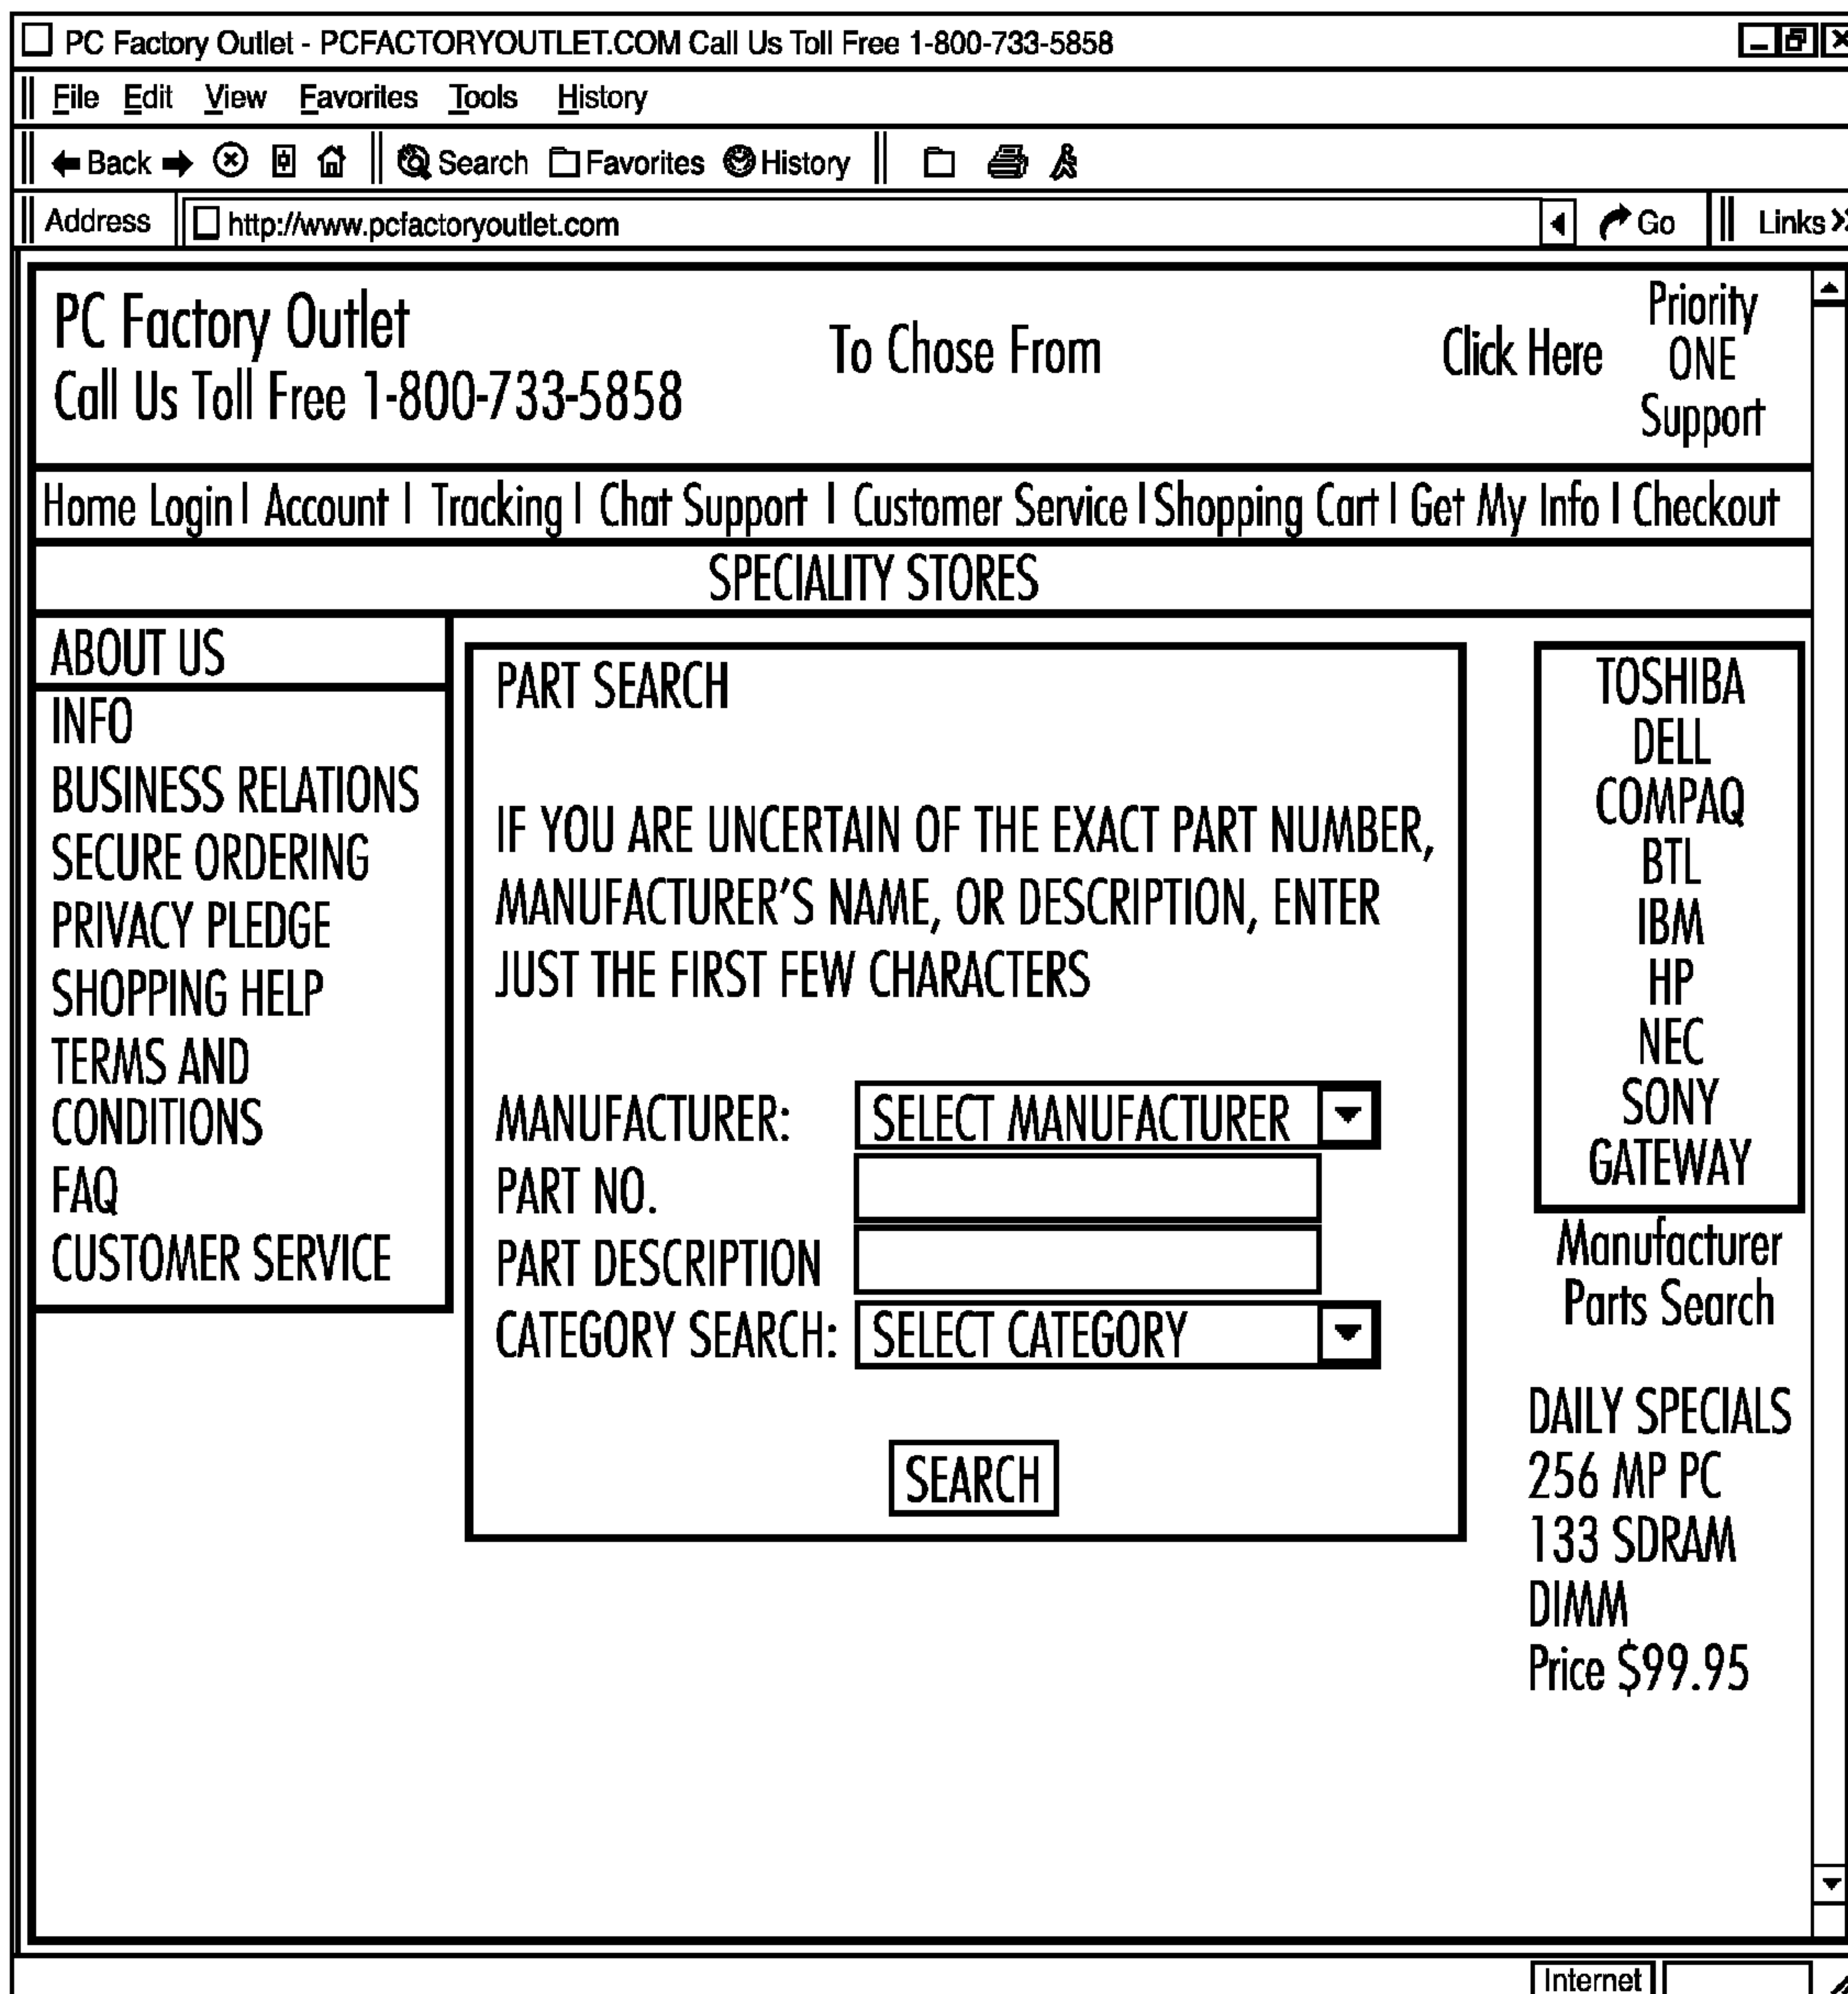 PC Factory Outlet - PCFACTORYOUTLET.COM Call Us Toll Free 1-800-733-5858
File Edit View Favorites Tools History
Back Search Favorites History
Address http://www.pcfactoryoutlet.com Go Links
PC Factory Outlet
Call Us Toll Free 1-800-733-5858
To Chose From
Click Here
Priority
ONE
Support
Home Login | Account | Tracking | Chat Support | Customer Service | Shopping Cart | Get My Info | Checkout
SPECIALITY STORES
ABOUT US
INFO
BUSINESS RELATIONS
SECURE ORDERING
PRIVACY PLEDGE
SHOPPING HELP
TERMS AND
CONDITIONS
FAQ
CUSTOMER SERVICE
PART SEARCH
IF YOU ARE UNCERTAIN OF THE EXACT PART NUMBER,
MANUFACTURER'S NAME, OR DESCRIPTION, ENTER
JUST THE FIRST FEW CHARACTERS
MANUFACTURER: SELECT MANUFACTURER
PART NO.
PART DESCRIPTION
CATEGORY SEARCH: SELECT CATEGORY
SEARCH
TOSHIBA
DELL
COMPAQ
BTL
IBM
HP
NEC
SONY
GATEWAY
Manufacturer
Parts Search
DAILY SPECIALS
256 MP PC
133 SDRAM
DIMM
Price $99.95
Internet